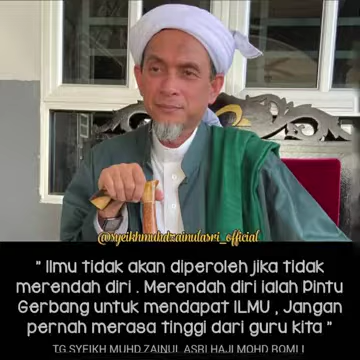 @syeikhmuhdzainulasri_official
" Ilmu tidak akan diperoleh jika tidak
merendah diri . Merendah diri ialah Pintu
Gerbang untuk mendapat ILMU , Jangan
pernah merasa tinggi dari guru kita "
TG.SYEIKH MUHD.ZAINUL ASRI HAJI MOHD ROMLI